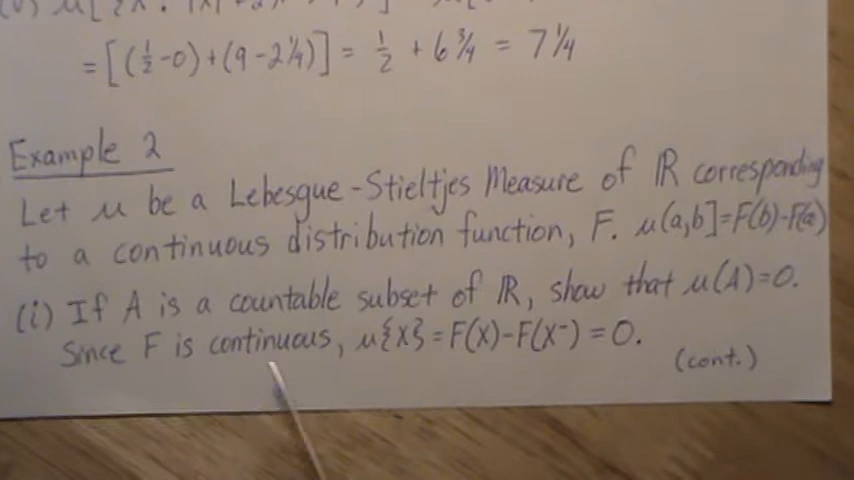 = [(½-0)+(9-2¼)] = ½ + 6¾ = 7¼
Example 2
Let μ be a Lebesgue-Stieltjes Measure of ℝ corresponding
to a continuous distribution function, F. μ(a,b]=F(b)-F(a)
(i) If A is a countable subset of ℝ, show that μ(A)=0.
Since F is continuous, μ{x} = F(x)-F(x⁻) = 0.
(cont.)